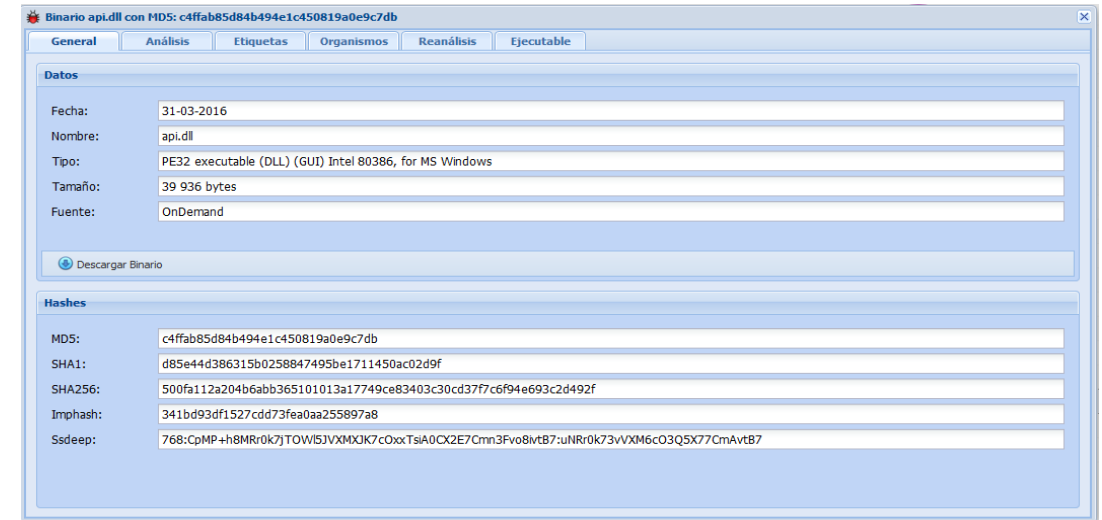 Binario api.dll con MD5: c4ffab85d84b494e1c450819a0e9c7db
General Análisis Etiquetas Organismos Reanálisis Ejecutable
Datos
Fecha: 31-03-2016
Nombre: api.dll
Tipo: PE32 executable (DLL) (GUI) Intel 80386, for MS Windows
Tamaño: 39 936 bytes
Fuente: OnDemand
Descargar Binario
Hashes
MD5: c4ffab85d84b494e1c450819a0e9c7db
SHA1: d85e44d386315b0258847495be1711450ac02d9f
SHA256: 500fa112a204b6abb365101013a17749ce83403c30cd37f7c6f94e693c2d492f
Imphash: 341bd93df1527cdd73fea0aa255897a8
Ssdeep: 768:CpMP+h8MRr0k7jTOWl5JVXMXJK7cOxxTsiA0CX2E7Cmn3Fvo8ivtB7:uNRr0k73vVXM6cO3Q5X77CmAvtB7